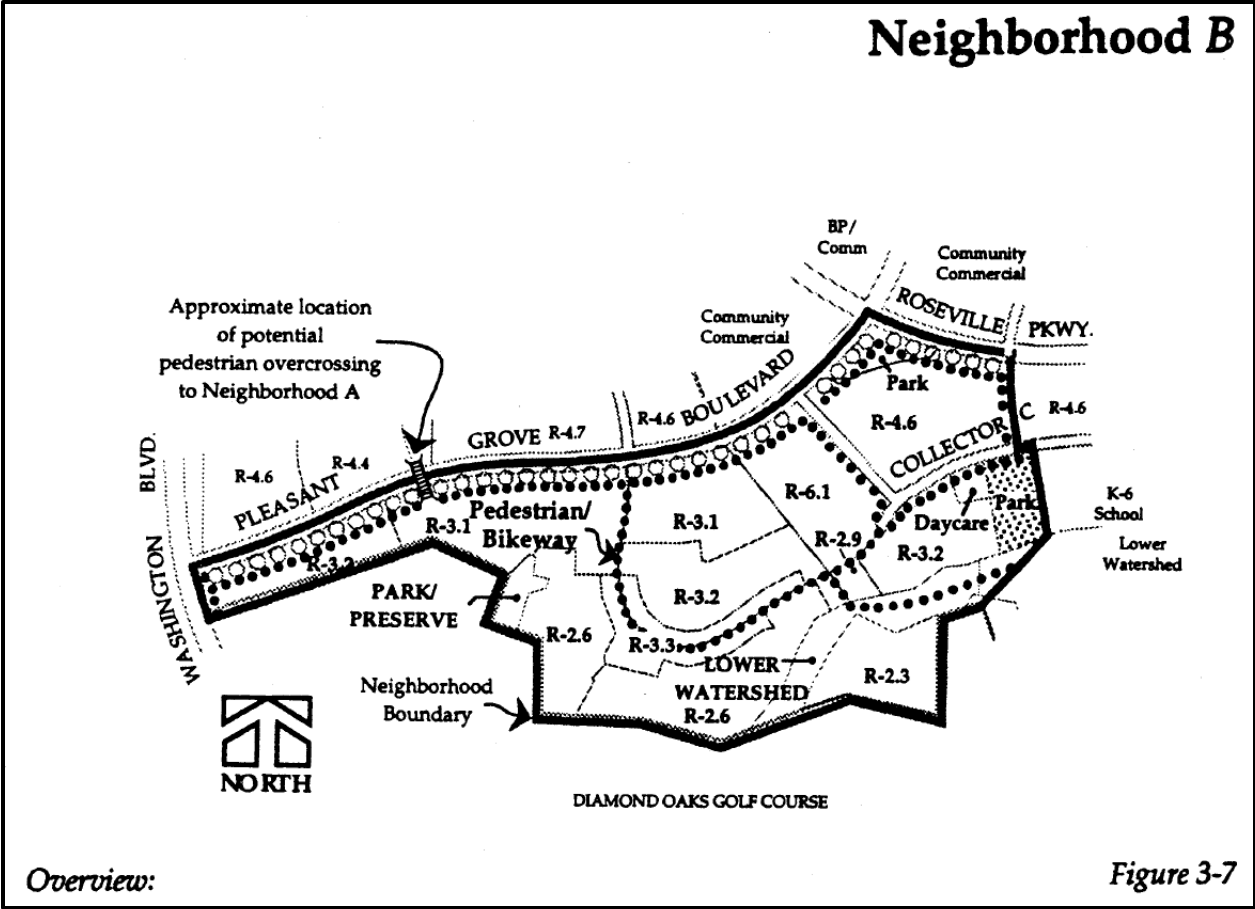 Neighborhood B
BP/
Comm
Community
Commercial
ROSEVILLE
PKWY.
Approximate location
of potential
pedestrian overcrossing
to Neighborhood A
Community
Commercial
BOULEVARD
Park
R-4.6
R-4.6
COLLECTOR C
R-4.6
GROVE
R-4.7
BLVD.
R-4.6
R-4.4
PLEASANT
R-6.1
Park
K-6
School
R-3.1
Pedestrian/
Bikeway
R-3.1
Daycare
R-2.9
R-3.2
Lower
Watershed
WASHINGTON
R-3.2
PARK/
PRESERVE
R-3.2
R-2.6
R-3.3
LOWER
WATERSHED
R-2.3
Neighborhood
Boundary
R-2.6
NORTH
DIAMOND OAKS GOLF COURSE
Overview:
Figure 3-7